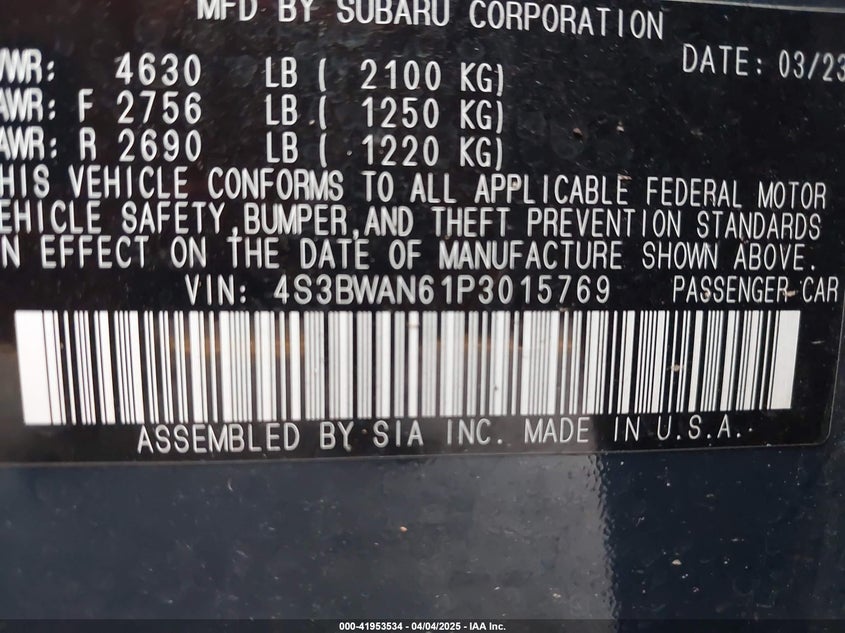 MFD BY SUBARU CORPORATION
DATE: 03/23
VWR: 4630 LB ( 2100 KG)
AWR: F 2756 LB ( 1250 KG)
AWR: R 2690 LB ( 1220 KG)
HIS VEHICLE CONFORMS TO ALL APPLICABLE FEDERAL MOTOR
EHICLE SAFETY,BUMPER,AND THEFT PREVENTION STANDARDS
N EFFECT ON THE DATE OF MANUFACTURE SHOWN ABOVE.
VIN: 4S3BWAN61P3015769 PASSENGER CAR
ASSEMBLED BY SIA INC. MADE IN U.S.A.
000-41953534 - 04/04/2025 - IAA Inc.